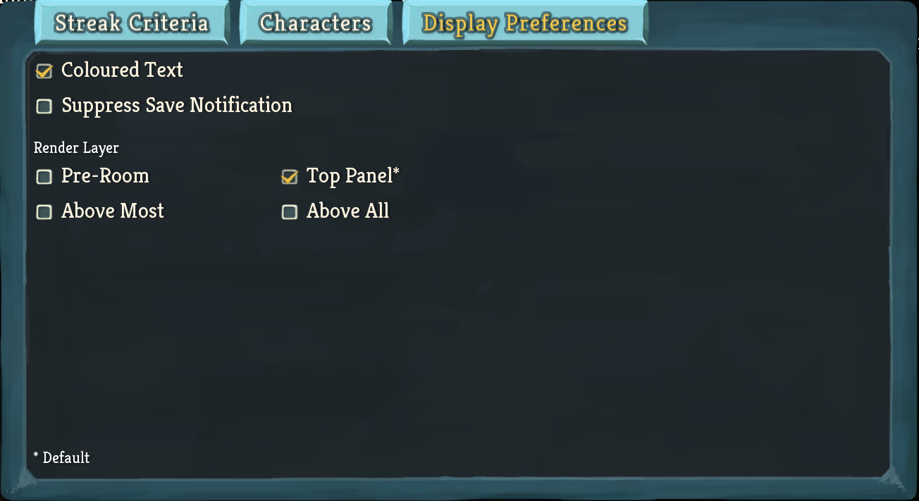 Streak Criteria Characters Display Preferences
Coloured Text
Suppress Save Notification
Render Layer
Pre-Room Top Panel*
Above Most Above All
* Default